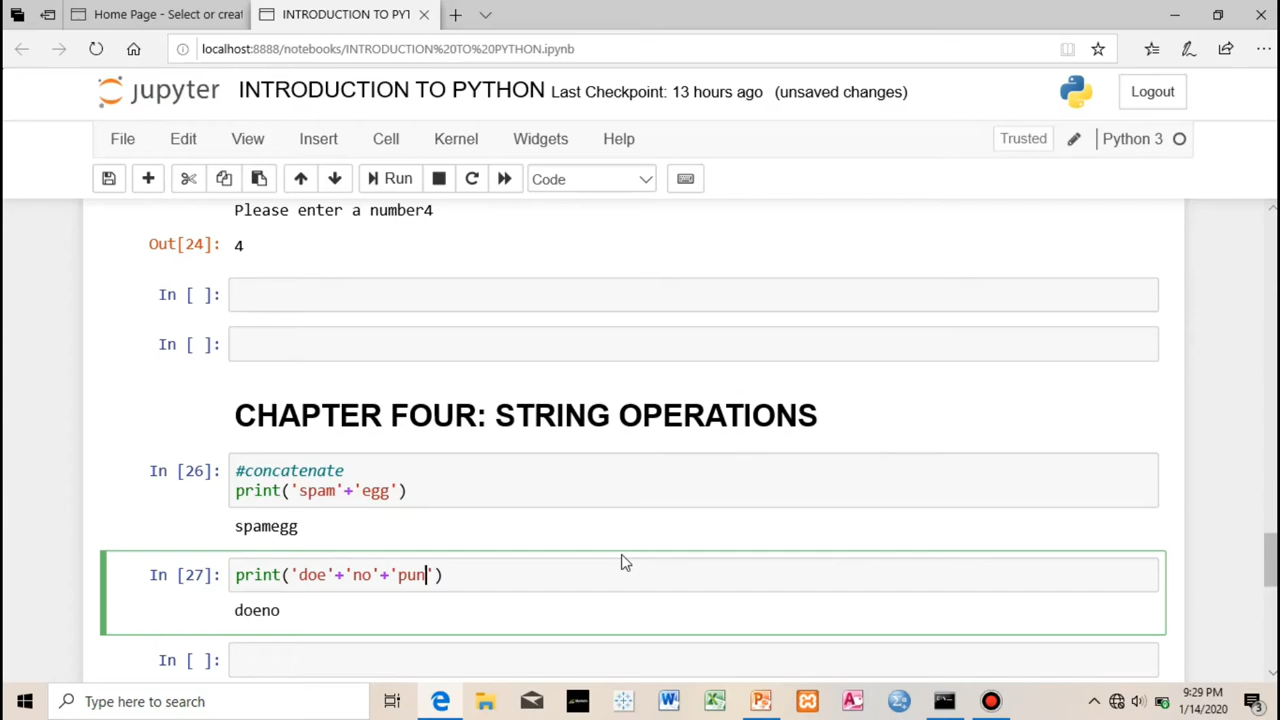 Home Page - Select or creat
INTRODUCTION TO PYT
localhost:8888/notebooks/INTRODUCTION%20TO%20PYTHON.ipynb
jupyter INTRODUCTION TO PYTHON Last Checkpoint: 13 hours ago (unsaved changes)
Logout
File Edit View Insert Cell Kernel Widgets Help
Trusted Python 3
Run Code
Please enter a number4
Out[24]: 4
In [ ]:
In [ ]:
CHAPTER FOUR: STRING OPERATIONS
In [26]: #concatenate
print('spam'+'egg')
spamegg
In [27]: print('doe'+'no'+'pun')
doeno
In [ ]:
Type here to search
9:29 PM
1/14/2020
3